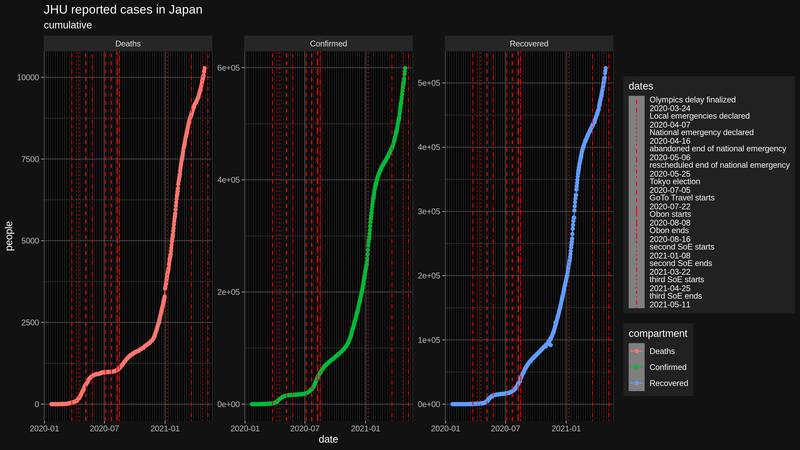 JHU reported cases in Japan
cumulative
Deaths
Confirmed
Recovered
people
10000
7500
5000
2500
0
6e+05
4e+05
2e+05
0e+00
5e+05
4e+05
3e+05
2e+05
1e+05
0e+00
2020-01
2020-07
2021-01
2020-01
2020-07
2021-01
2020-01
2020-07
2021-01
date
dates
Olympics delay finalized
2020-03-24
Local emergencies declared
2020-04-07
National emergency declared
2020-04-16
abandoned end of national emergency
2020-05-06
rescheduled end of national emergency
2020-05-25
Tokyo election
2020-07-05
GoTo Travel starts
2020-07-22
Obon starts
2020-08-08
Obon ends
2020-08-16
second SoE starts
2021-01-08
second SoE ends
2021-03-22
third SoE starts
2021-04-25
third SoE ends
2021-05-11
compartment
Deaths
Confirmed
Recovered